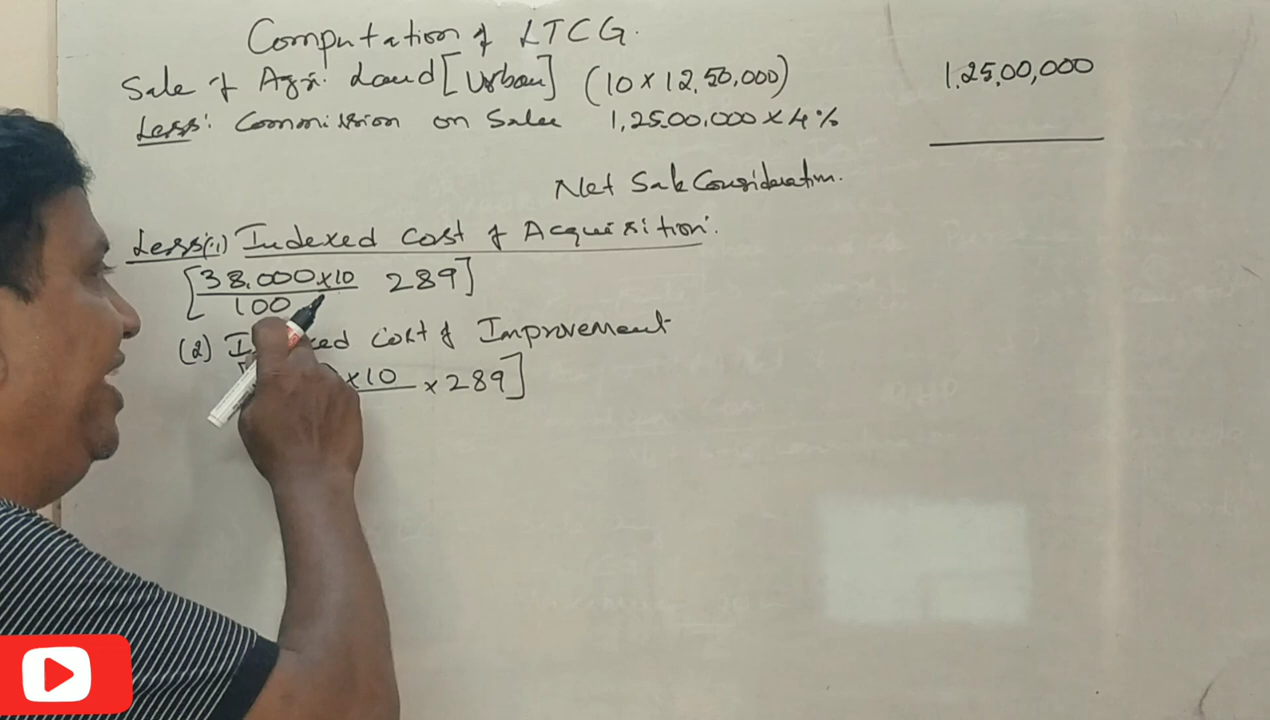 Computation of LTCG.
Sale of Agri. Land [Urban] (10 x 12,50,000) 1,25,00,000
Less: Commission on Sale 1,25,00,000 x 4%
Net Sale Consideration.
Less: (1) Indexed Cost of Acquisition:
[38,000 x 10 289]
100
(2) Cost of Improvement
x 10 x 289]